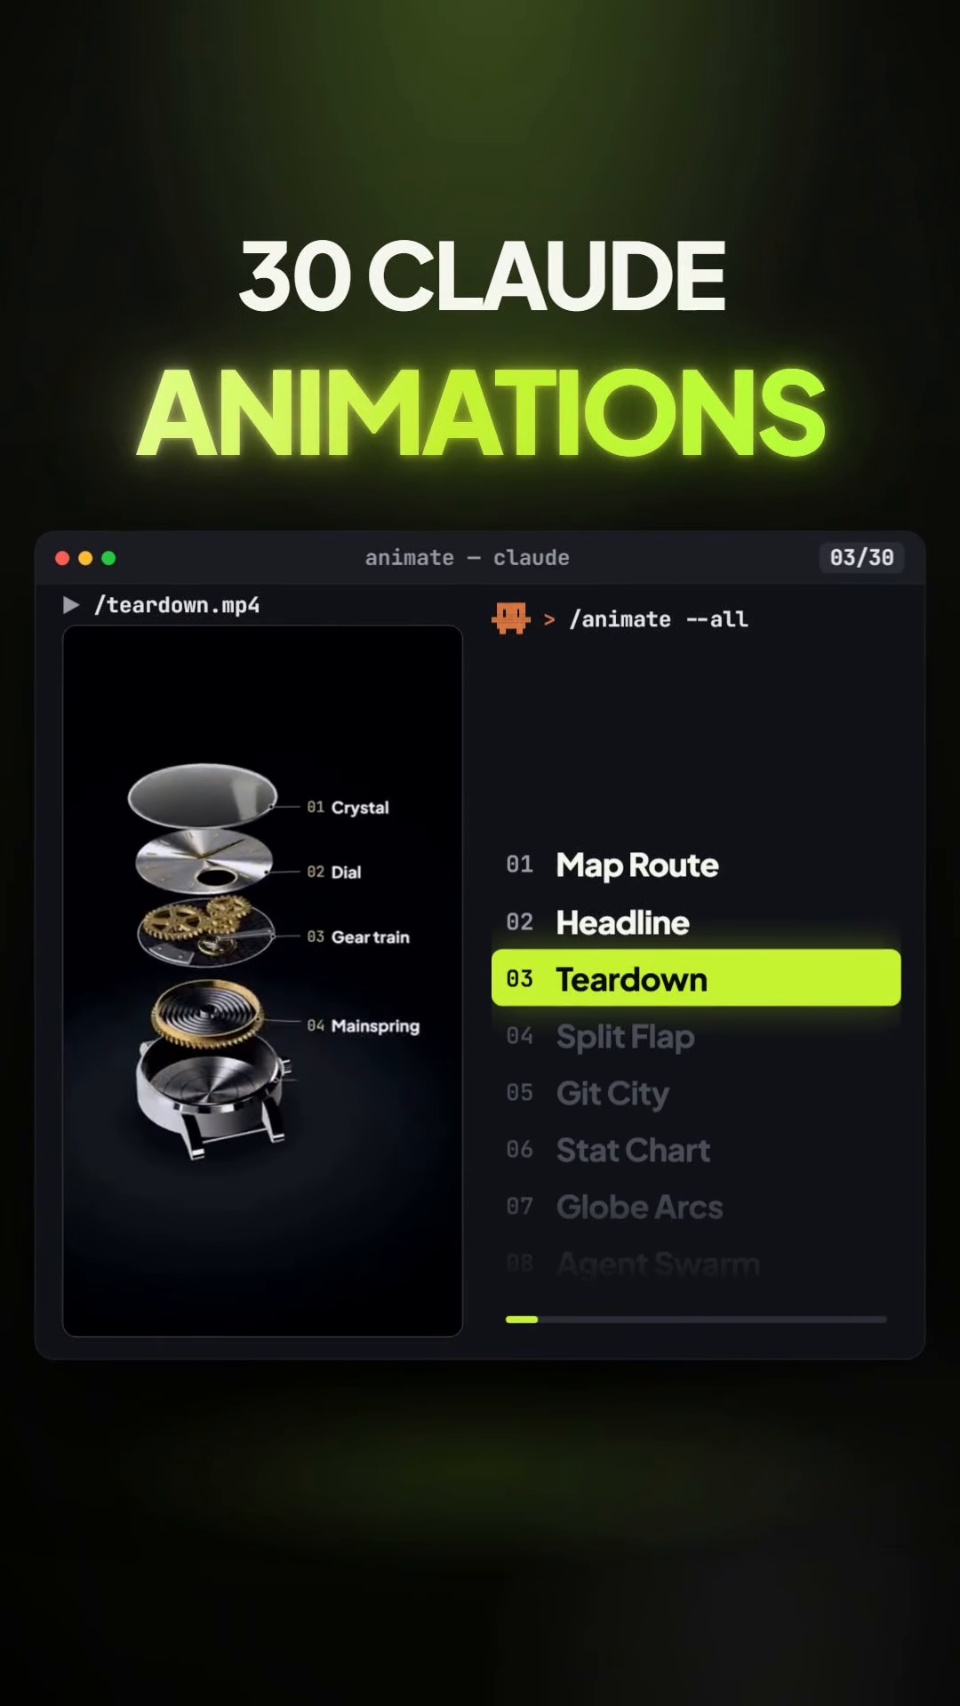 30 CLAUDE
ANIMATIONS
animate — claude
03/30
/teardown.mp4
> /animate --all
01 Crystal
02 Dial
03 Gear train
04 Mainspring
01 Map Route
02 Headline
03 Teardown
04 Split Flap
05 Git City
06 Stat Chart
07 Globe Arcs
08 Agent Swarm